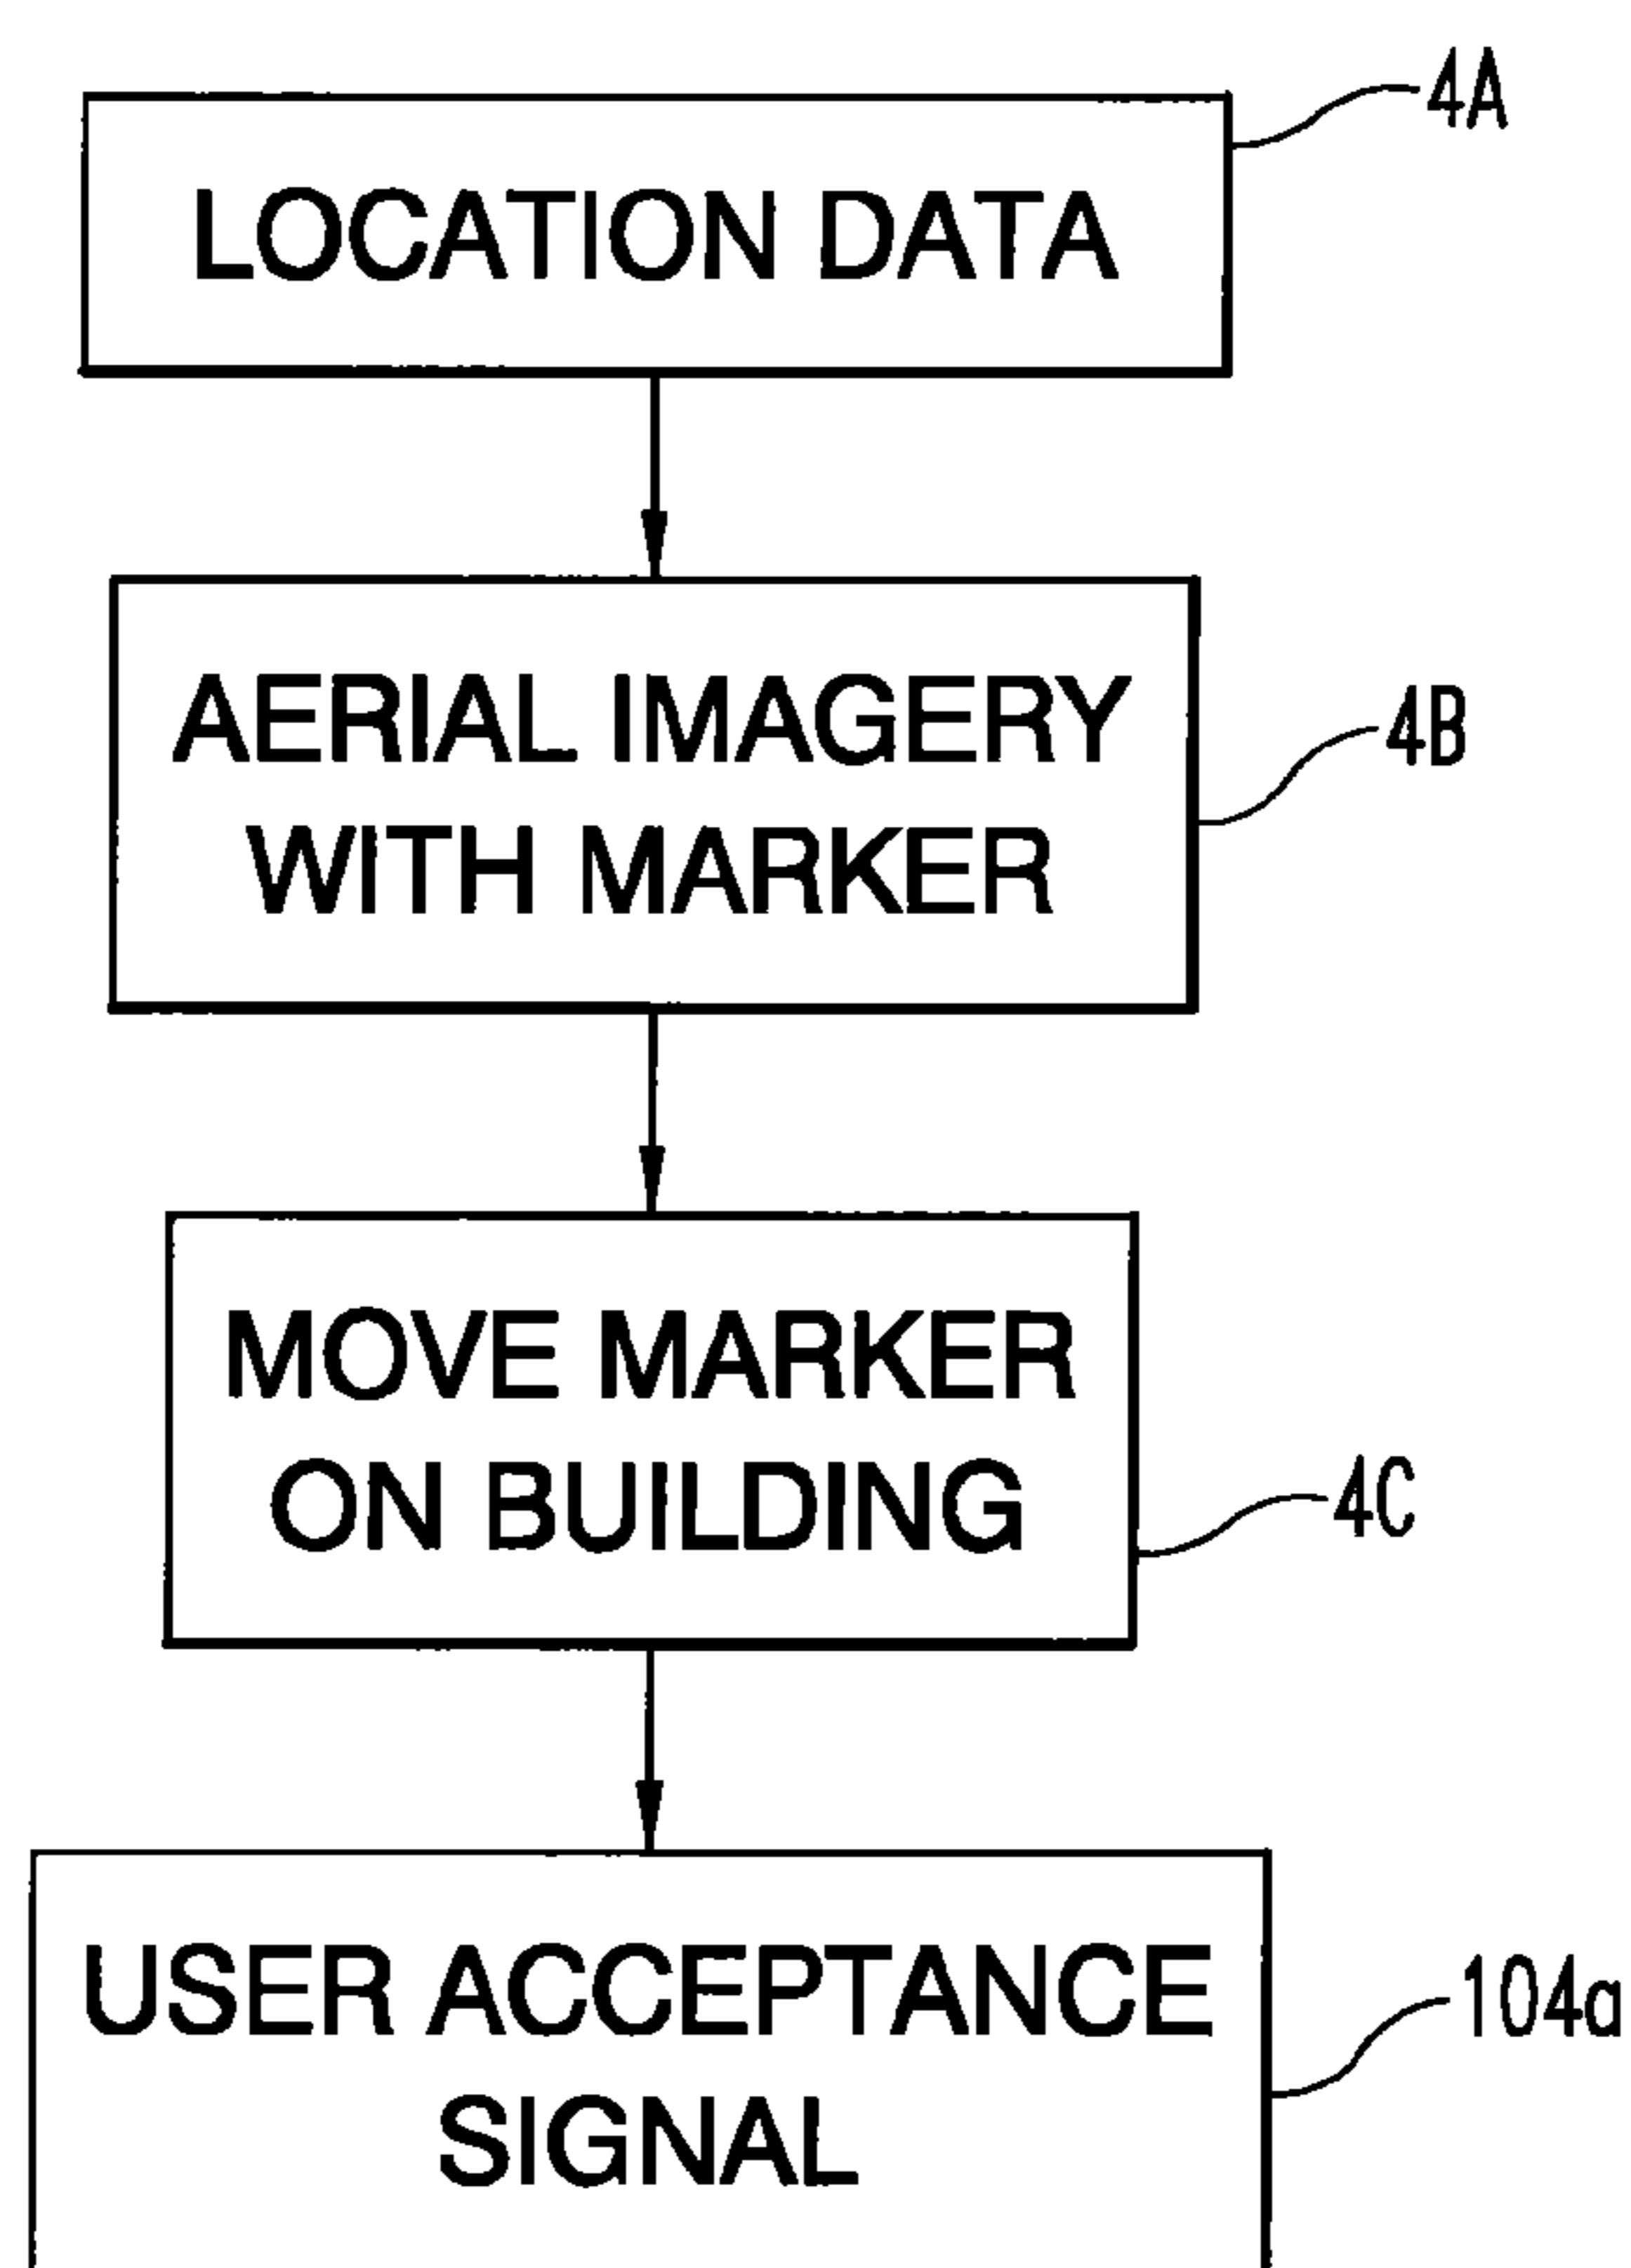 4A
LOCATION DATA
AERIAL IMAGERY
WITH MARKER
4B
MOVE MARKER
ON BUILDING
4C
USER ACCEPTANCE
SIGNAL
104a